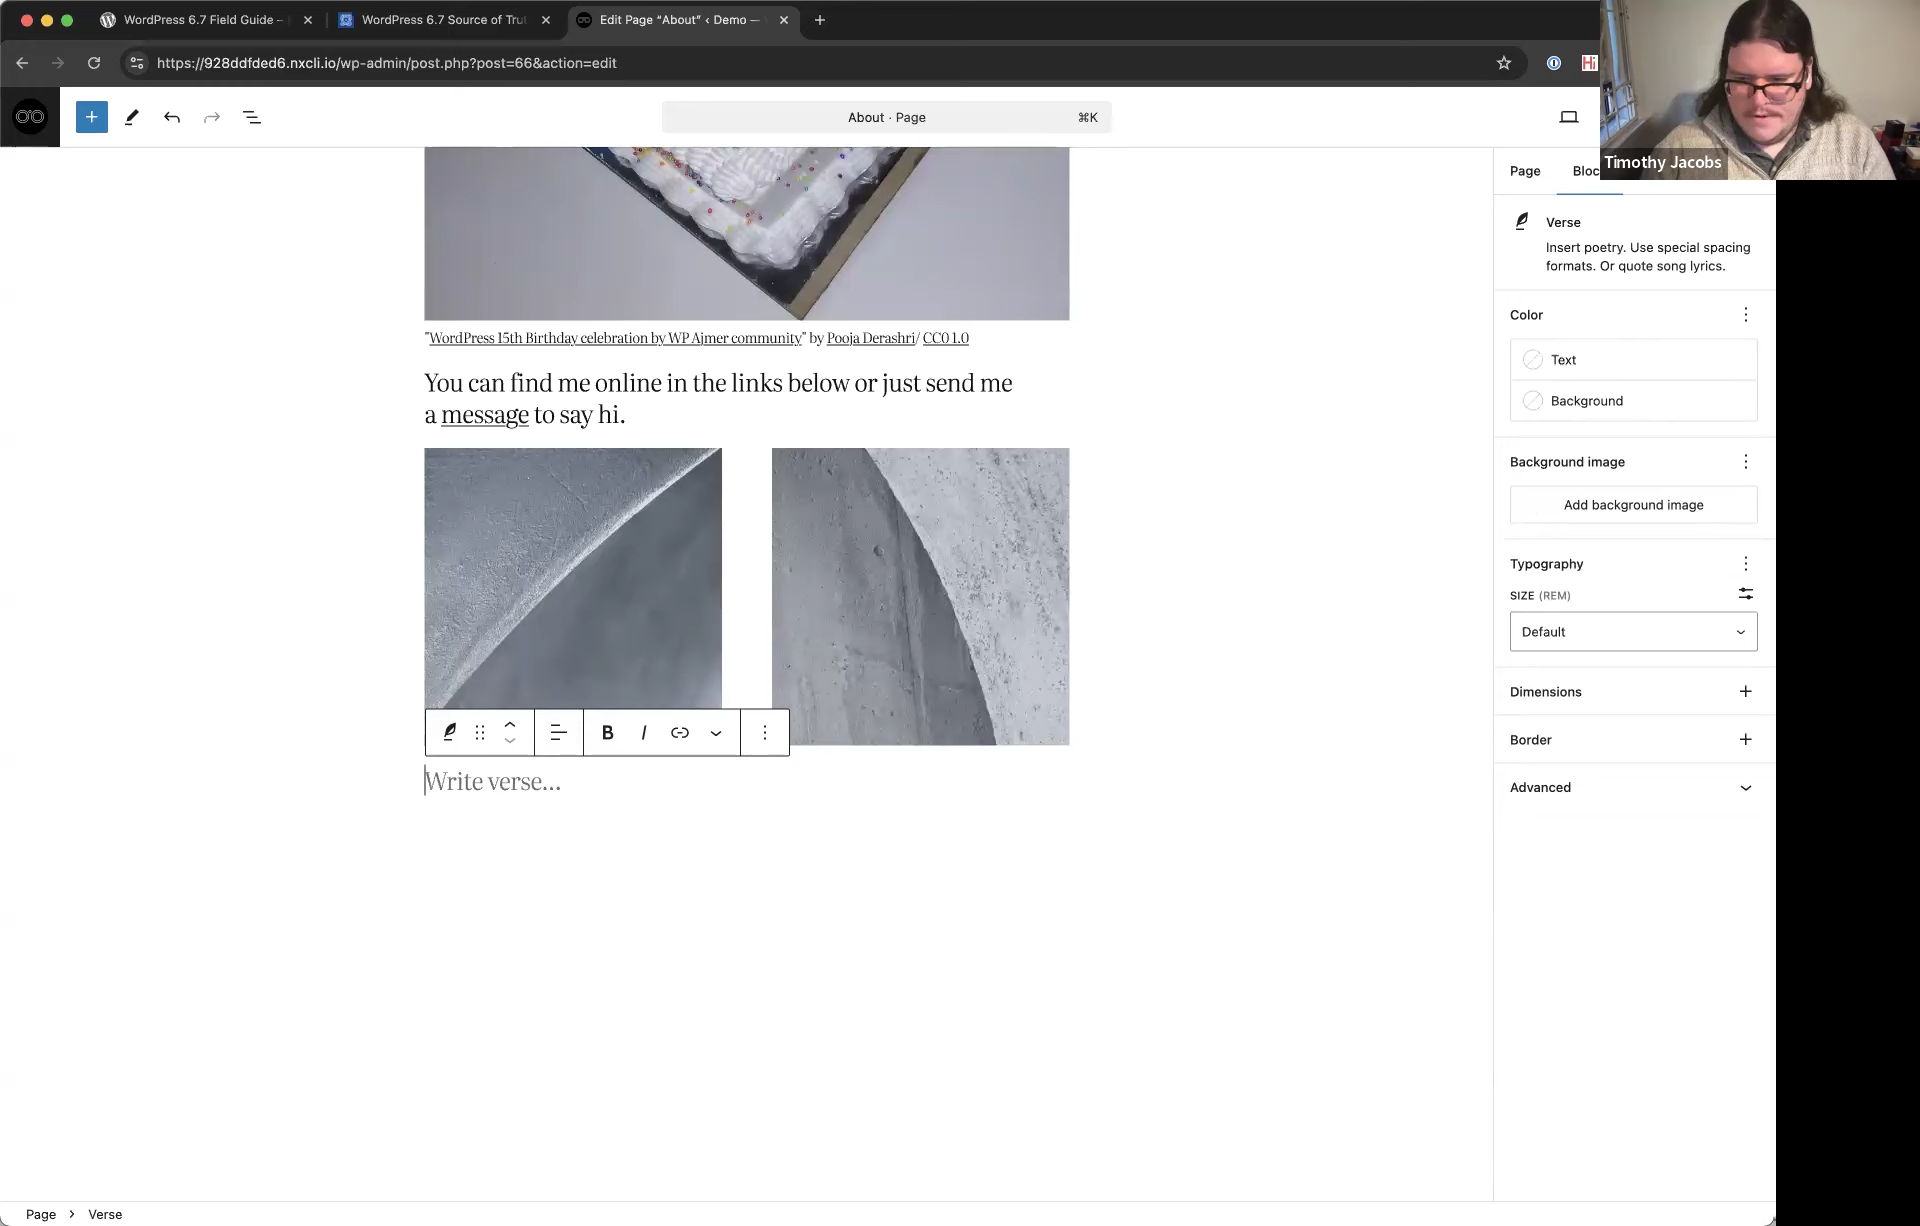 WordPress 6.7 Field Guide –
WordPress 6.7 Source of Trut
Edit Page “About” ‹ Demo —
https://928ddfded6.nxcli.io/wp-admin/post.php?post=66&action=edit
Hi
About · Page
⌘K
Timothy Jacobs
Page
Bloc
Verse
Insert poetry. Use special spacing
formats. Or quote song lyrics.
Color
Text
Background
Background image
Add background image
Typography
SIZE (REM)
Default
Dimensions
Border
Advanced
"WordPress 15th Birthday celebration by WP Ajmer community" by Pooja Derashri/ CC0 1.0
You can find me online in the links below or just send me
a message to say hi.
B I
Write verse...
Page > Verse